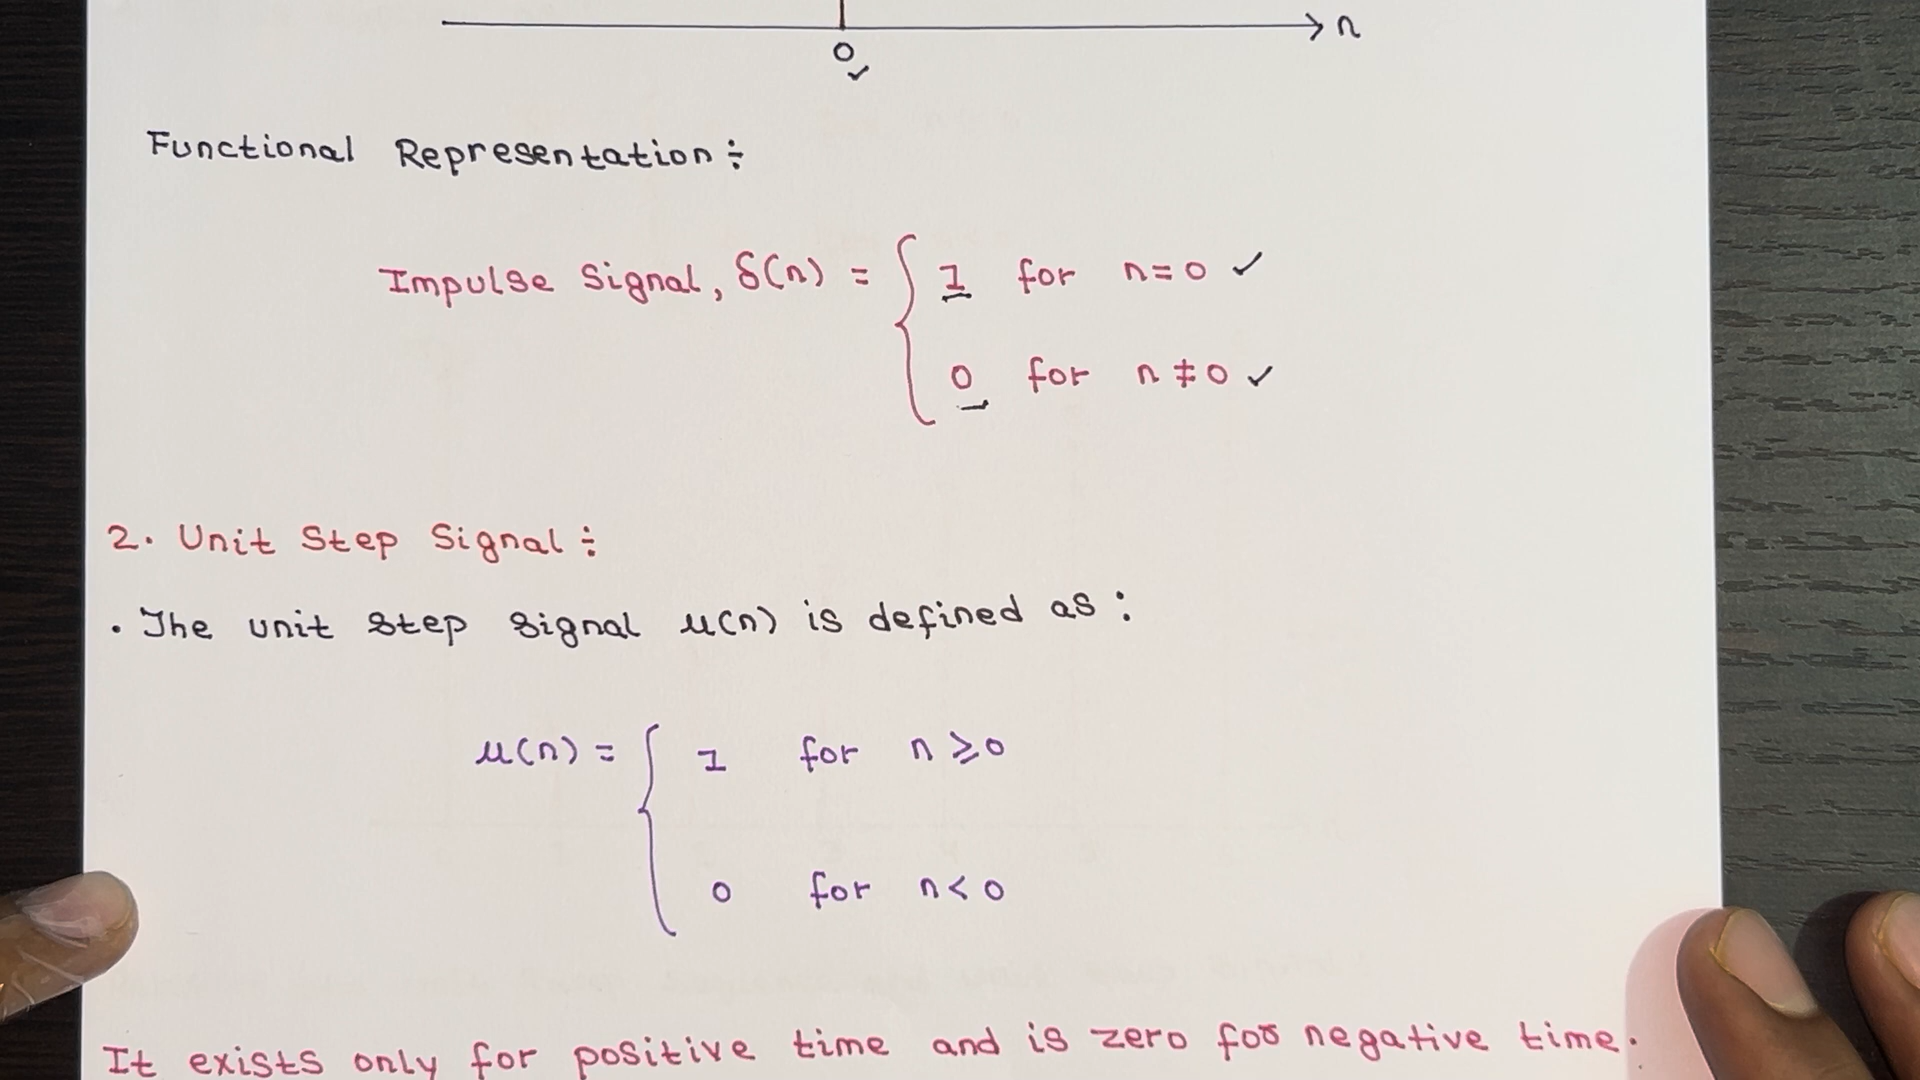 n
0
Functional Representation ÷
Impulse Signal, δ(n) = { 1 for n=0 ✓
0 for n≠0 ✓
2. Unit Step Signal ÷
• The unit step signal u(n) is defined as :
u(n) = { 1 for n ≥ 0
0 for n < 0
It exists only for positive time and is zero for negative time.